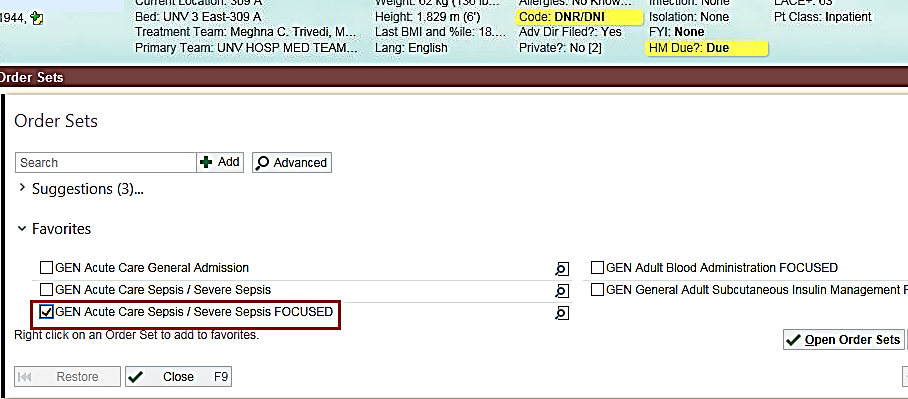 Current Location: 309 A
Weight: 62 kg (136 lb...
Allergies: No Know...
Infection: None
LACE+: 63
1944,
Bed: UNV 3 East-309 A
Height: 1.829 m (6')
Code: DNR/DNI
Isolation: None
Pt Class: Inpatient
Treatment Team: Meghna C. Trivedi, M...
Last BMI and %ile: 18....
Adv Dir Filed?: Yes
FYI: None
Primary Team: UNV HOSP MED TEAM...
Lang: English
Private?: No [2]
HM Due?: Due
Order Sets
Order Sets
Search
Add
Advanced
Suggestions (3)...
Favorites
GEN Acute Care General Admission
GEN Adult Blood Administration FOCUSED
GEN Acute Care Sepsis / Severe Sepsis
GEN General Adult Subcutaneous Insulin Management F
GEN Acute Care Sepsis / Severe Sepsis FOCUSED
Right click on an Order Set to add to favorites.
Open Order Sets
Restore
Close F9